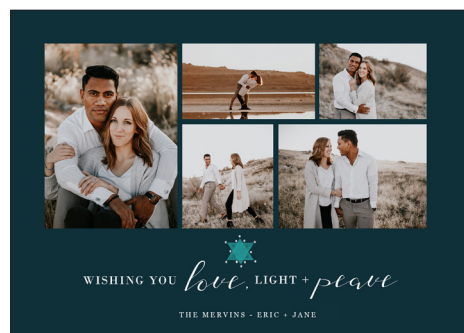 WISHING YOU love, LIGHT + peace
THE MERVINS - ERIC + JANE